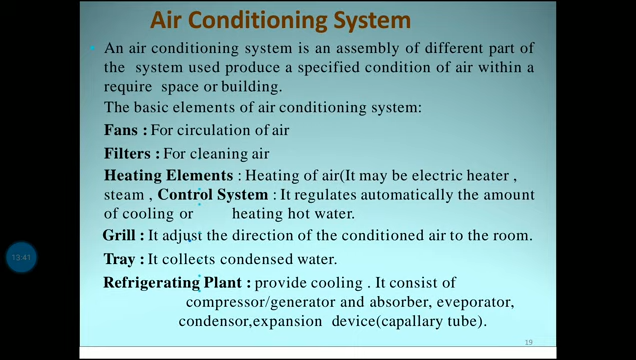 Air Conditioning System
An air conditioning system is an assembly of different part of
the system used produce a specified condition of air within a
require space or building.
The basic elements of air conditioning system:
Fans : For circulation of air
Filters : For cleaning air
Heating Elements : Heating of air(It may be electric heater ,
steam , Control System : It regulates automatically the amount
of cooling or heating hot water.
Grill : It adjust the direction of the conditioned air to the room.
13:41
Tray : It collects condensed water.
Refrigerating Plant : provide cooling . It consist of
compressor/generator and absorber, eveporator,
condensor,expansion device(capallary tube).
19